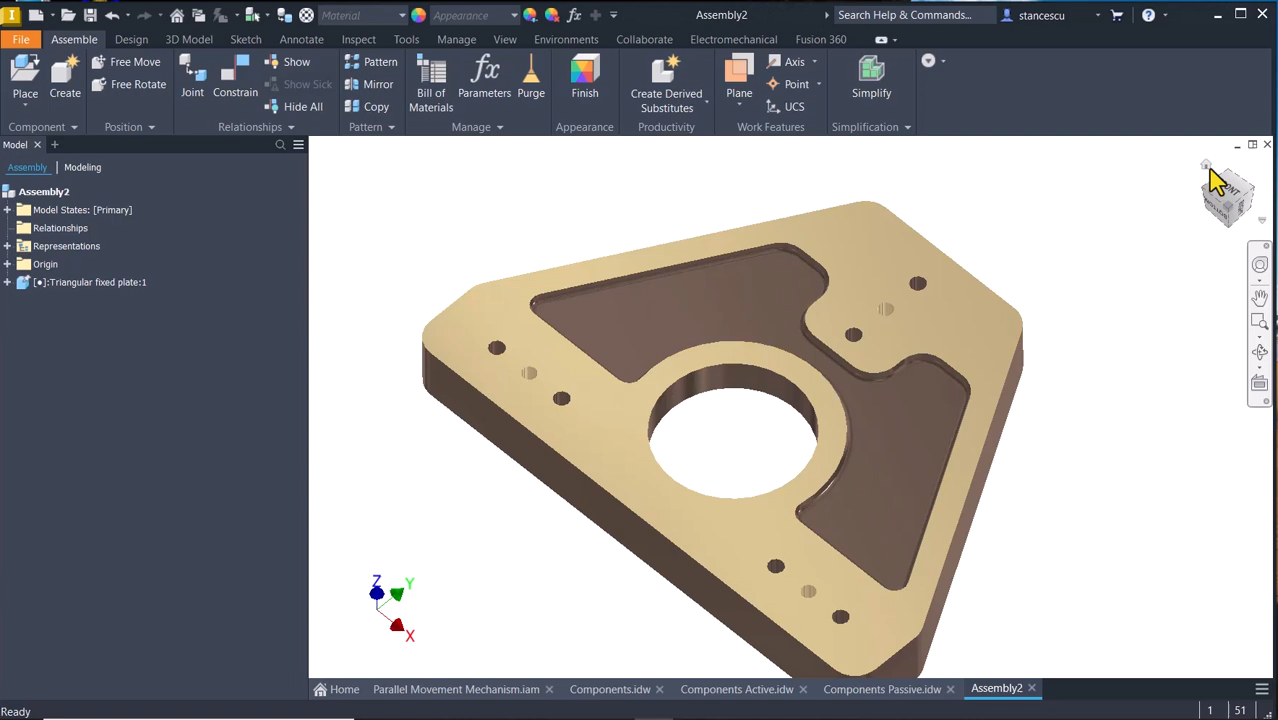 Material
Appearance
Assembly2
Search Help & Commands...
stancescu
File
Assemble
Design
3D Model
Sketch
Annotate
Inspect
Tools
Manage
View
Environments
Collaborate
Electromechanical
Fusion 360
Place
Create
Free Move
Free Rotate
Joint
Constrain
Show
Show Sick
Hide All
Pattern
Mirror
Copy
Bill of
Materials
Parameters
Purge
Finish
Create Derived
Substitutes
Plane
Axis
Point
UCS
Simplify
Component
Position
Relationships
Pattern
Manage
Appearance
Productivity
Work Features
Simplification
Model
Assembly
Modeling
Assembly2
Model States: [Primary]
Relationships
Representations
Origin
[●]:Triangular fixed plate:1
Z
Y
X
Home
Parallel Movement Mechanism.iam
Components.idw
Components Active.idw
Components Passive.idw
Assembly2
Ready
1
51